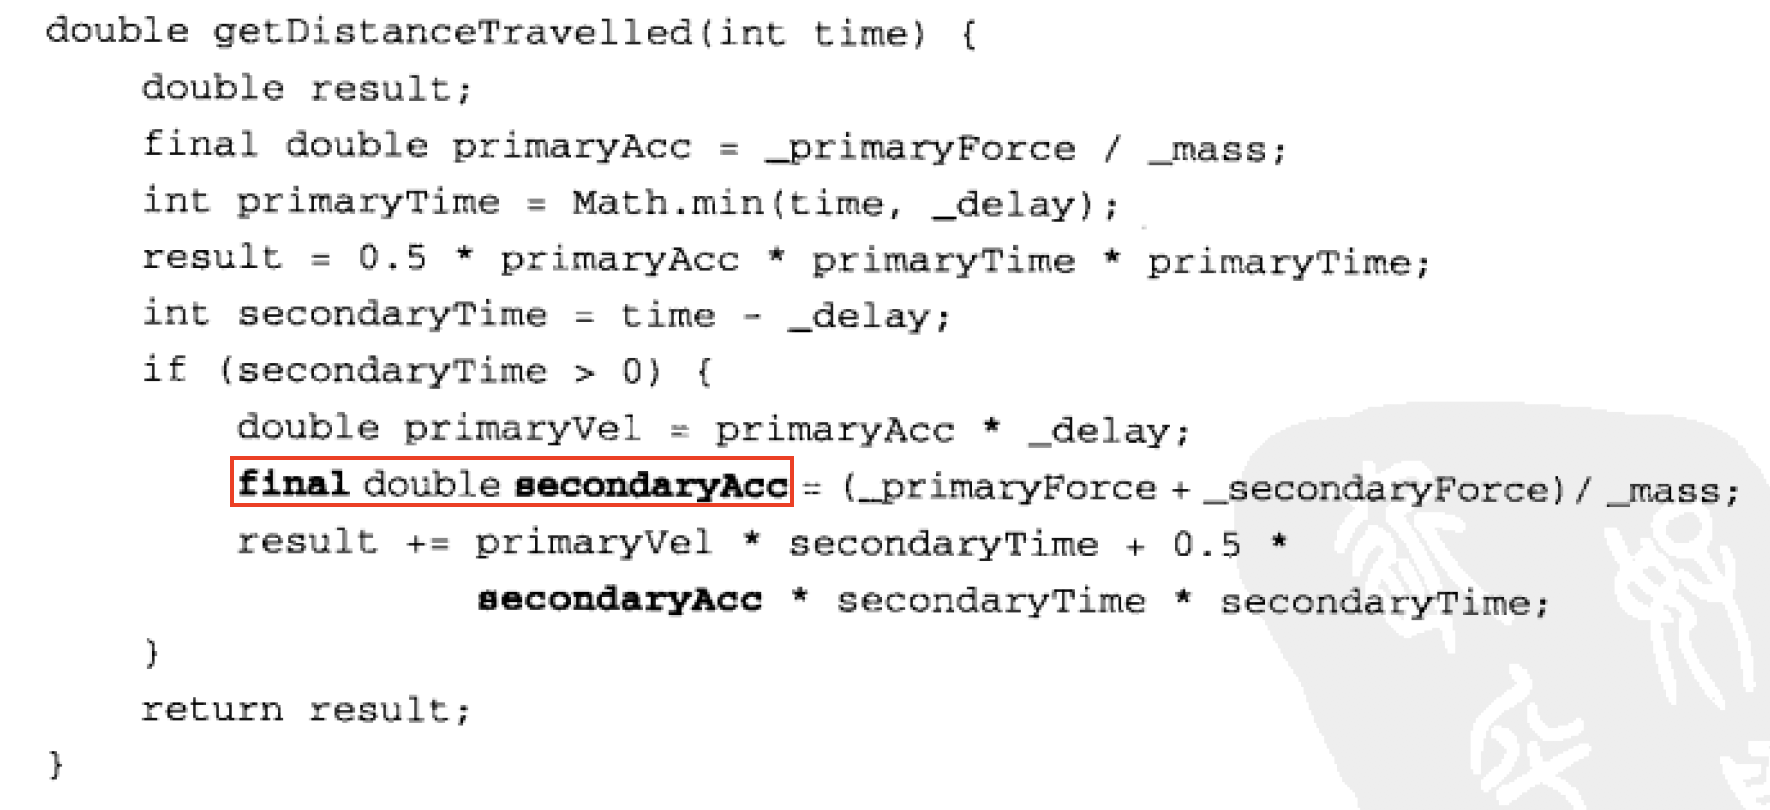 double getDistanceTravelled(int time) {
double result;
final double primaryAcc = _primaryForce / _mass;
int primaryTime = Math.min(time, _delay);
result = 0.5 * primaryAcc * primaryTime * primaryTime;
int secondaryTime = time - _delay;
if (secondaryTime > 0) {
double primaryVel = primaryAcc * _delay;
final double secondaryAcc = (_primaryForce + _secondaryForce) / _mass;
result += primaryVel * secondaryTime + 0.5 *
secondaryAcc * secondaryTime * secondaryTime;
}
return result;
}